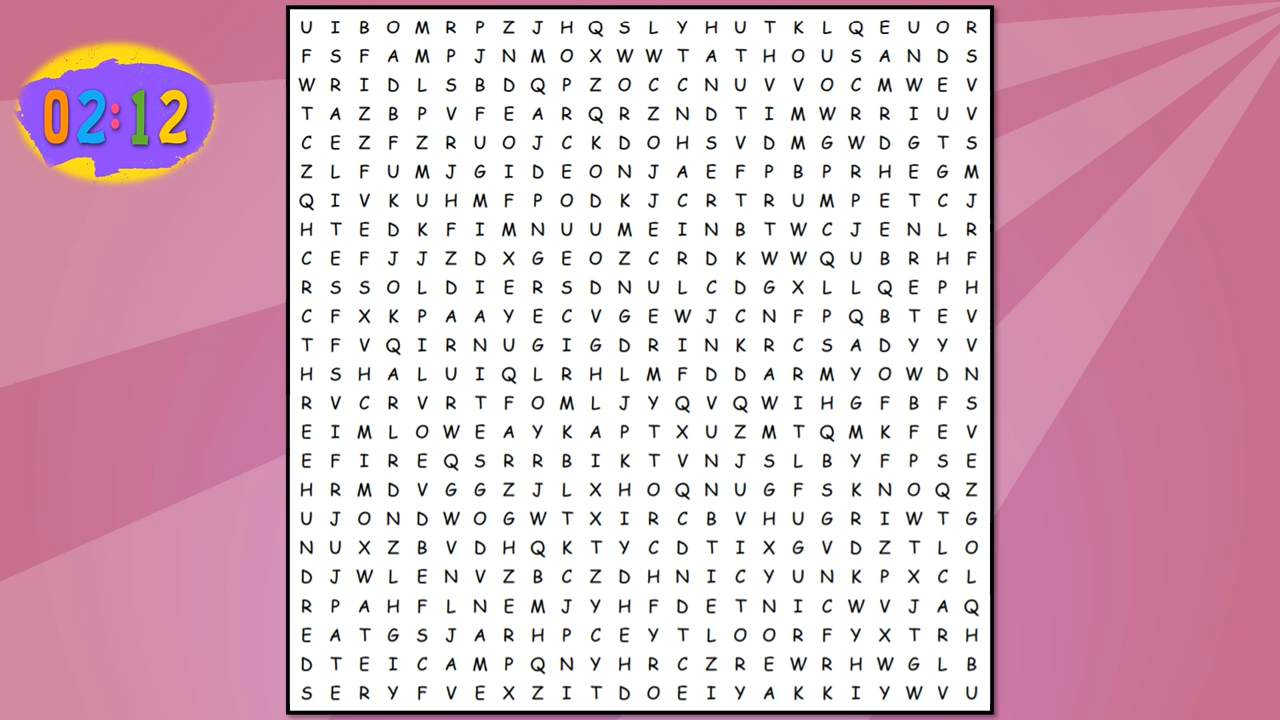 02:12
U I B O M R P Z J H Q S L Y H U T K L Q E U O R
F S F A M P J N M O X W W T A T H O U S A N D S
W R I D L S B D Q P Z O C C N U V V O C M W E V
T A Z B P V F E A R Q R Z N D T I M W R R I U V
C E Z F Z R U O J C K D O H S V D M G W D G T S
Z L F U M J G I D E O N J A E F P B P R H E G M
Q I V K U H M F P O D K J C R T R U M P E T C J
H T E D K F I M N U U M E I N B T W C J E N L R
C E F J J Z D X G E O Z C R D K W W Q U B R H F
R S S O L D I E R S D N U L C D G X L L Q E P H
C F X K P A A Y E C V G E W J C N F P Q B T E V
T F V Q I R N U G I G D R I N K R C S A D Y Y V
H S H A L U I Q L R H L M F D D A R M Y O W D N
R V C R V R T F O M L J Y Q V Q W I H G F B F S
E I M L O W E A Y K A P T X U Z M T Q M K F E V
E F I R E Q S R R B I K T V N J S L B Y F P S E
H R M D V G G Z J L X H O Q N U G F S K N O Q Z
U J O N D W O G W T X I R C B V H U G R I W T G
N U X Z B V D H Q K T Y C D T I X G V D Z T L O
D J W L E N V Z B C Z D H N I C Y U N K P X C L
R P A H F L N E M J Y H F D E T N I C W V J A Q
E A T G S J A R H P C E Y T L O O R F Y X T R H
D T E I C A M P Q N Y H R C Z R E W R H W G L B
S E R Y F V E X Z I T D O E I Y A K K I Y W V U